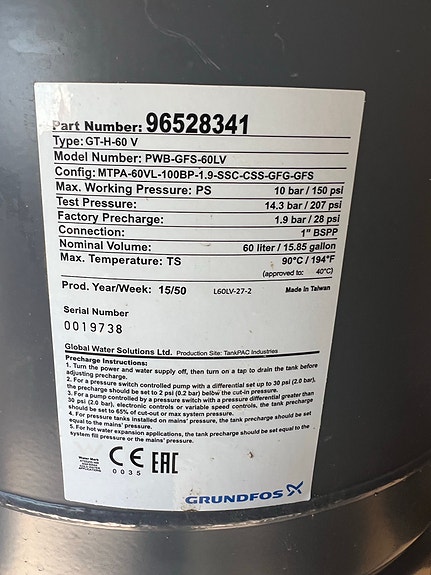 Part Number: 96528341
Type: GT-H-60 V
Model Number: PWB-GFS-60LV
Config: MTPA-60VL-100BP-1.9-SSC-CSS-GFG-GFS
Max. Working Pressure: PS 10 bar / 150 psi
Test Pressure: 14.3 bar / 207 psi
Factory Precharge: 1.9 bar / 28 psi
Connection: 1" BSPP
Nominal Volume: 60 liter / 15.85 gallon
Max. Temperature: TS 90°C / 194°F
(approved to: 40°C)
Prod. Year/Week: 15/50 L60LV-27-2 Made in Taiwan
Serial Number
0019738
Global Water Solutions Ltd. Production Site: TankPAC Industries
Precharge Instructions:
1. Turn the power and water supply off, then turn on a tap to drain the tank before
adjusting precharge.
2. For a pressure switch controlled pump with a differential set up to 30 psi (2.0 bar),
the precharge should be set to 2 psi (0.2 bar) below the cut-in pressure.
3. For a pump controlled by a pressure switch with a pressure differential greater than
30 psi (2.0 bar), electronic controls or variable speed controls, the tank precharge
should be set to 65% of cut-out or max system pressure.
4. For pressure tanks installed on mains' pressure, the tank precharge should be set
equal to the mains' pressure.
5. For hot water expansion applications, the tank precharge should be set equal to the
system fill pressure or the mains' pressure.
Water Mark
CE EAC
0035
GRUNDFOS